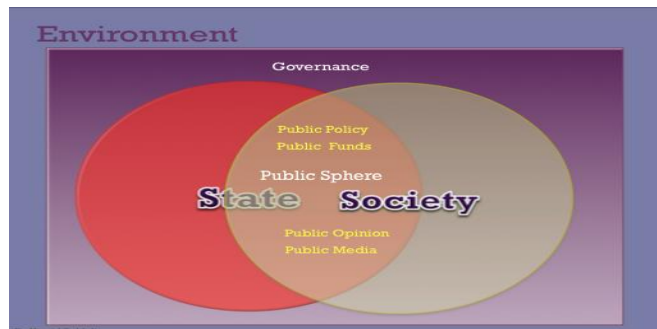 Environment
Governance
Public Policy
Public Funds
Public Sphere
State Society
Public Opinion
Public Media